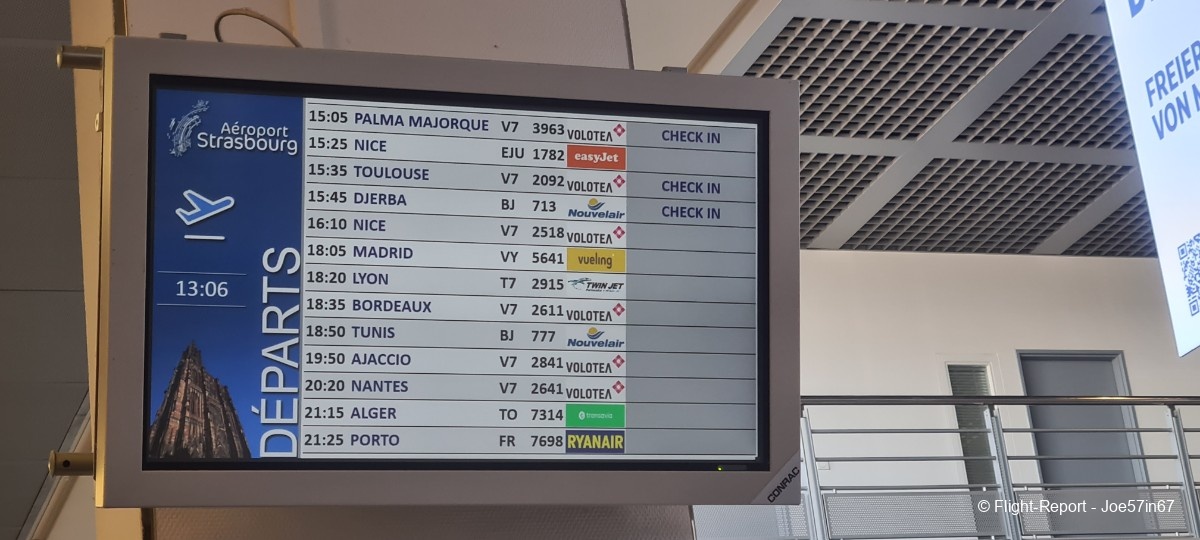 Aéroport
Strasbourg
13:06
DÉPARTS
15:05 PALMA MAJORQUE V7 3963 VOLOTEA CHECK IN
15:25 NICE EJU 1782 easyJet
15:35 TOULOUSE V7 2092 VOLOTEA CHECK IN
15:45 DJERBA BJ 713 Nouvelair CHECK IN
16:10 NICE V7 2518 VOLOTEA
18:05 MADRID VY 5641 vueling
18:20 LYON T7 2915 TWIN JET
18:35 BORDEAUX V7 2611 VOLOTEA
18:50 TUNIS BJ 777 Nouvelair
19:50 AJACCIO V7 2841 VOLOTEA
20:20 NANTES V7 2641 VOLOTEA
21:15 ALGER TO 7314 transavia
21:25 PORTO FR 7698 RYANAIR
CONRAC
FREIER
VON
© Flight-Report - Joe57in67